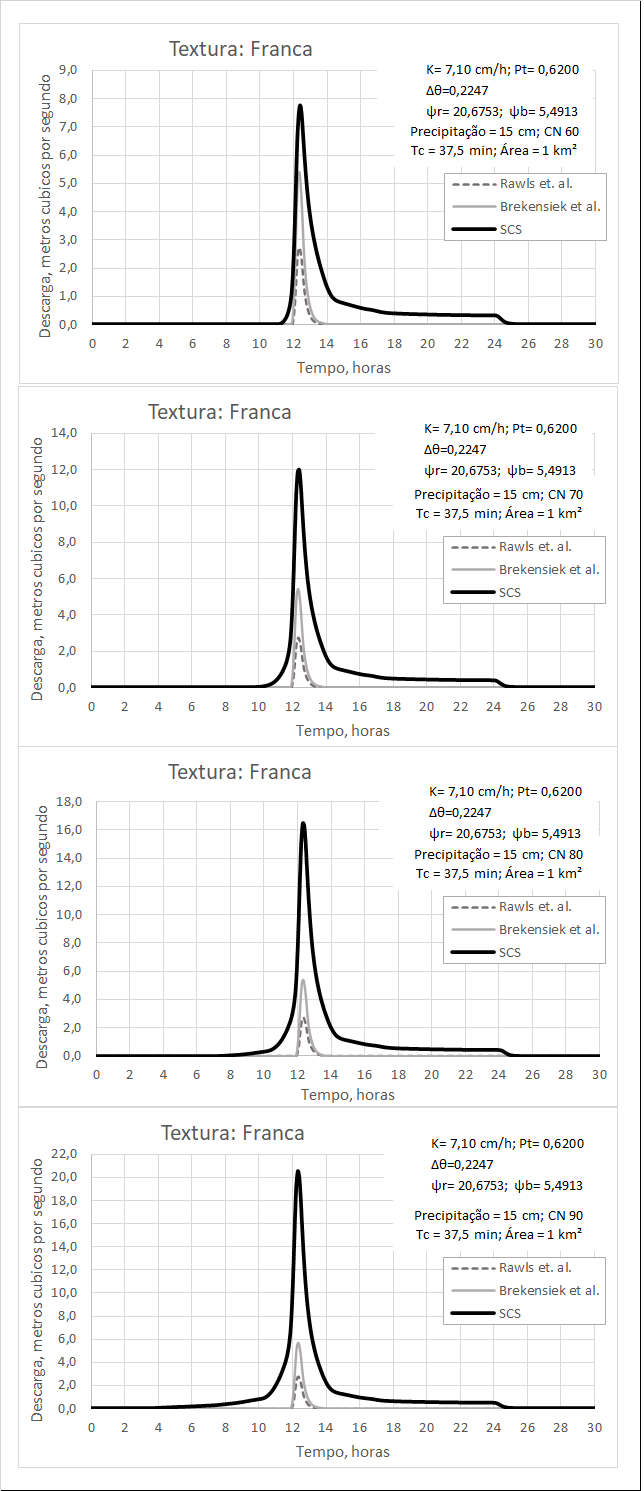 Textura: Franca
K= 7,10 cm/h; Pt= 0,6200
Δθ=0,2247
ψr= 20,6753; ψb= 5,4913
Precipitação = 15 cm; CN 60
Tc = 37,5 min; Área = 1 km²
Rawls et. al.
Brekensiek et al.
SCS
Descarga, metros cubicos por segundo
9,0
8,0
7,0
6,0
5,0
4,0
3,0
2,0
1,0
0,0
0 2 4 6 8 10 12 14 16 18 20 22 24 26 28 30
Tempo, horas
Textura: Franca
K= 7,10 cm/h; Pt= 0,6200
Δθ=0,2247
ψr= 20,6753; ψb= 5,4913
Precipitação = 15 cm; CN 70
Tc = 37,5 min; Área = 1 km²
Rawls et. al.
Brekensiek et al.
SCS
Descarga, metros cubicos por segundo
14,0
12,0
10,0
8,0
6,0
4,0
2,0
0,0
0 2 4 6 8 10 12 14 16 18 20 22 24 26 28 30
Tempo, horas
Textura: Franca
K= 7,10 cm/h; Pt= 0,6200
Δθ=0,2247
ψr= 20,6753; ψb= 5,4913
Precipitação = 15 cm; CN 80
Tc = 37,5 min; Área = 1 km²
Rawls et. al.
Brekensiek et al.
SCS
Descarga, metros cubicos por segundo
18,0
16,0
14,0
12,0
10,0
8,0
6,0
4,0
2,0
0,0
0 2 4 6 8 10 12 14 16 18 20 22 24 26 28 30
Tempo, horas
Textura: Franca
K= 7,10 cm/h; Pt= 0,6200
Δθ=0,2247
ψr= 20,6753; ψb= 5,4913
Precipitação = 15 cm; CN 90
Tc = 37,5 min; Área = 1 km²
Rawls et. al.
Brekensiek et al.
SCS
Descarga, metros cubicos por segundo
22,0
20,0
18,0
16,0
14,0
12,0
10,0
8,0
6,0
4,0
2,0
0,0
0 2 4 6 8 10 12 14 16 18 20 22 24 26 28 30
Tempo, horas